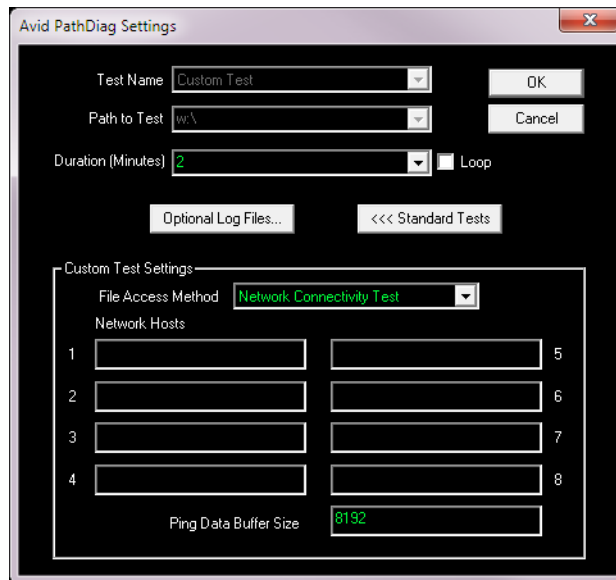 Avid PathDiag Settings
x
Test Name Custom Test
OK
Path to Test w:\
Cancel
Duration (Minutes) 2 Loop
Optional Log Files... <<< Standard Tests
Custom Test Settings
File Access Method Network Connectivity Test
Network Hosts
1 5
2 6
3 7
4 8
Ping Data Buffer Size 8192